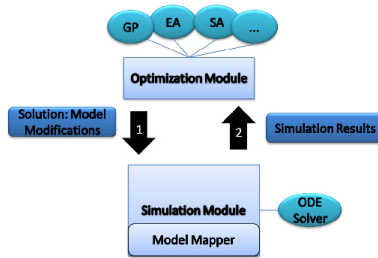 GP EA SA ...
Optimization Module
Solution: Model
Modifications
1
2
Simulation Results
Simulation Module
ODE
Solver
Model Mapper